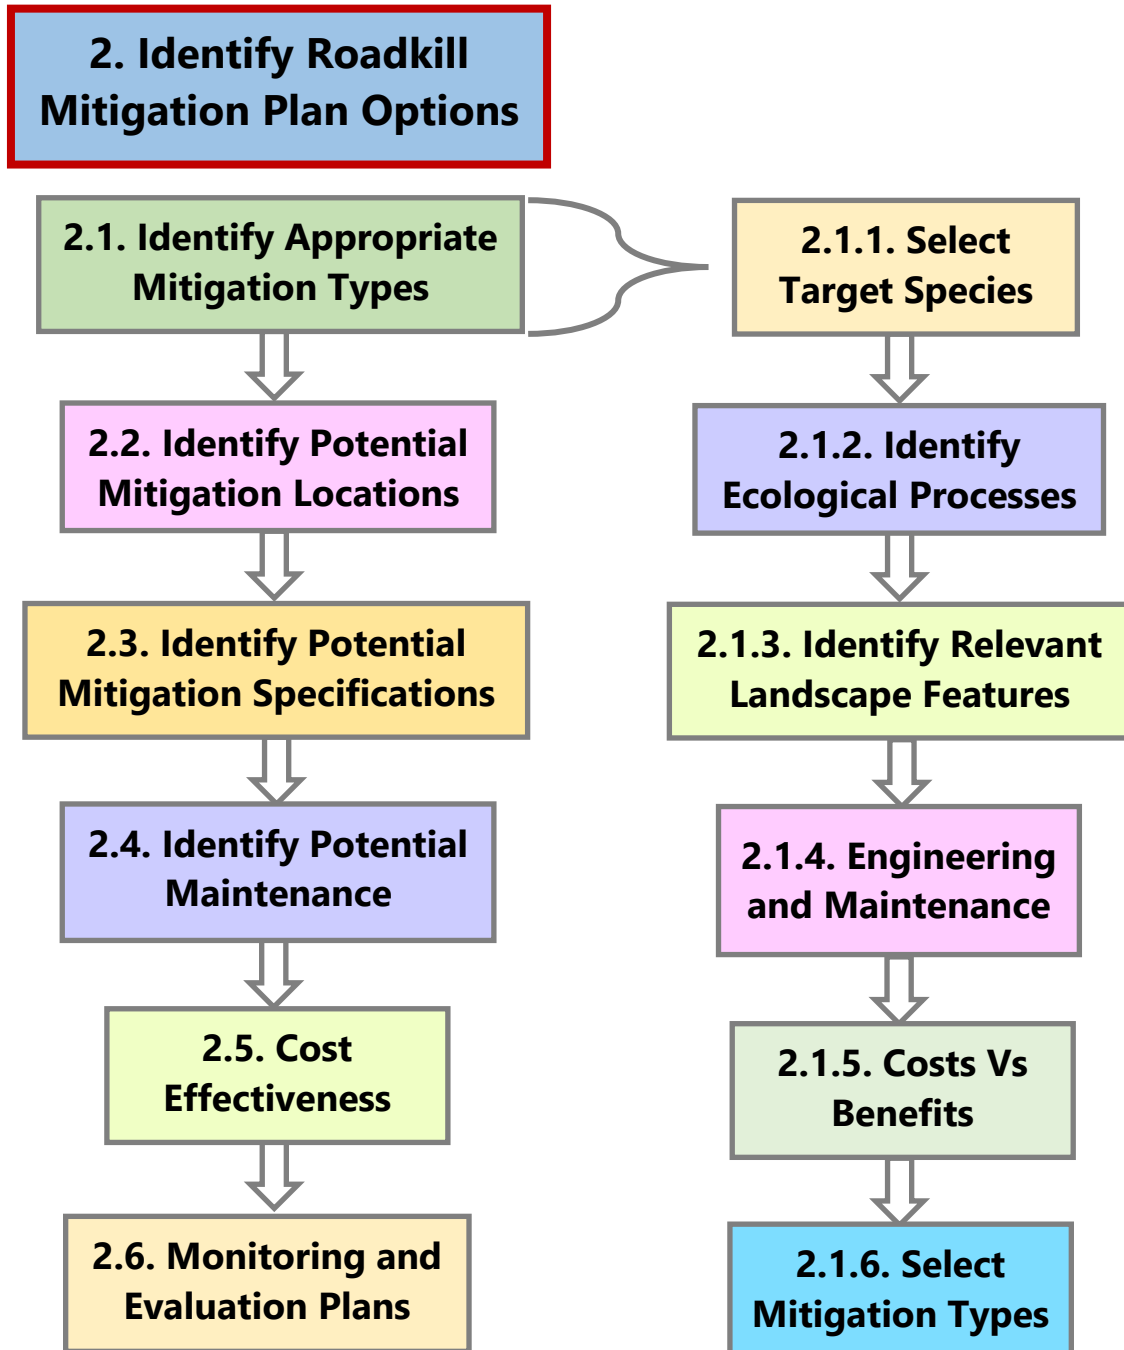 2. Identify Roadkill
Mitigation Plan Options
2.1. Identify Appropriate
Mitigation Types
2.2. Identify Potential
Mitigation Locations
2.3. Identify Potential
Mitigation Specifications
2.4. Identify Potential
Maintenance
2.5. Cost
Effectiveness
2.6. Monitoring and
Evaluation Plans
2.1.1. Select
Target Species
2.1.2. Identify
Ecological Processes
2.1.3. Identify Relevant
Landscape Features
2.1.4. Engineering
and Maintenance
2.1.5. Costs Vs
Benefits
2.1.6. Select
Mitigation Types